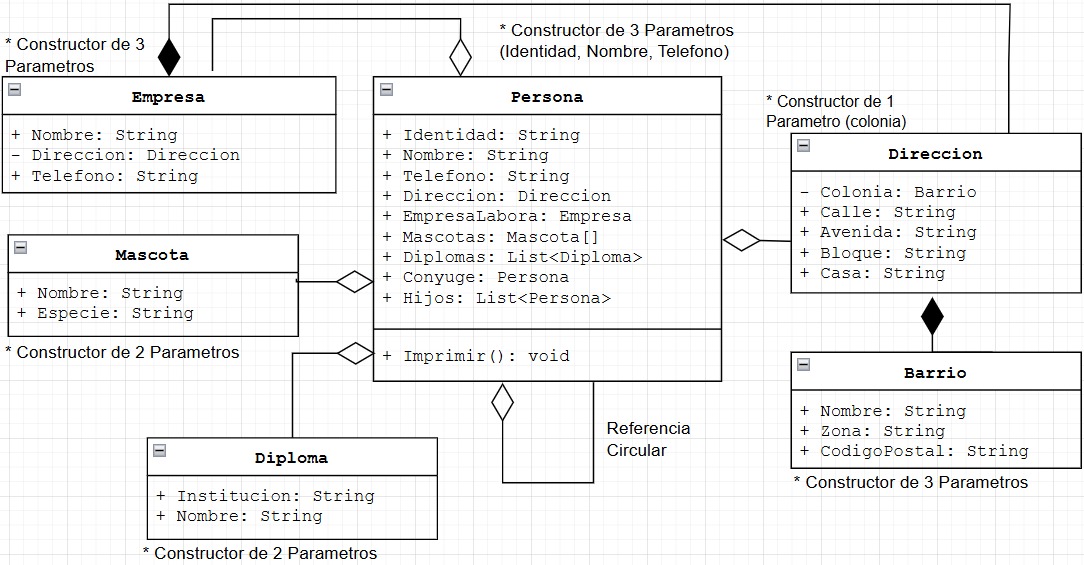 * Constructor de 3
Parametros
* Constructor de 3 Parametros
(Identidad, Nombre, Telefono)
Empresa
+ Nombre: String
- Direccion: Direccion
+ Telefono: String
Persona
+ Identidad: String
+ Nombre: String
+ Telefono: String
+ Direccion: Direccion
+ EmpresaLabora: Empresa
+ Mascotas: Mascota[]
+ Diplomas: List<Diploma>
+ Conyuge: Persona
+ Hijos: List<Persona>
+ Imprimir(): void
* Constructor de 1
Parametro (colonia)
Direccion
- Colonia: Barrio
+ Calle: String
+ Avenida: String
+ Bloque: String
+ Casa: String
Mascota
+ Nombre: String
+ Especie: String
* Constructor de 2 Parametros
Barrio
+ Nombre: String
+ Zona: String
+ CodigoPostal: String
* Constructor de 3 Parametros
Referencia
Circular
Diploma
+ Institucion: String
+ Nombre: String
* Constructor de 2 Parametros